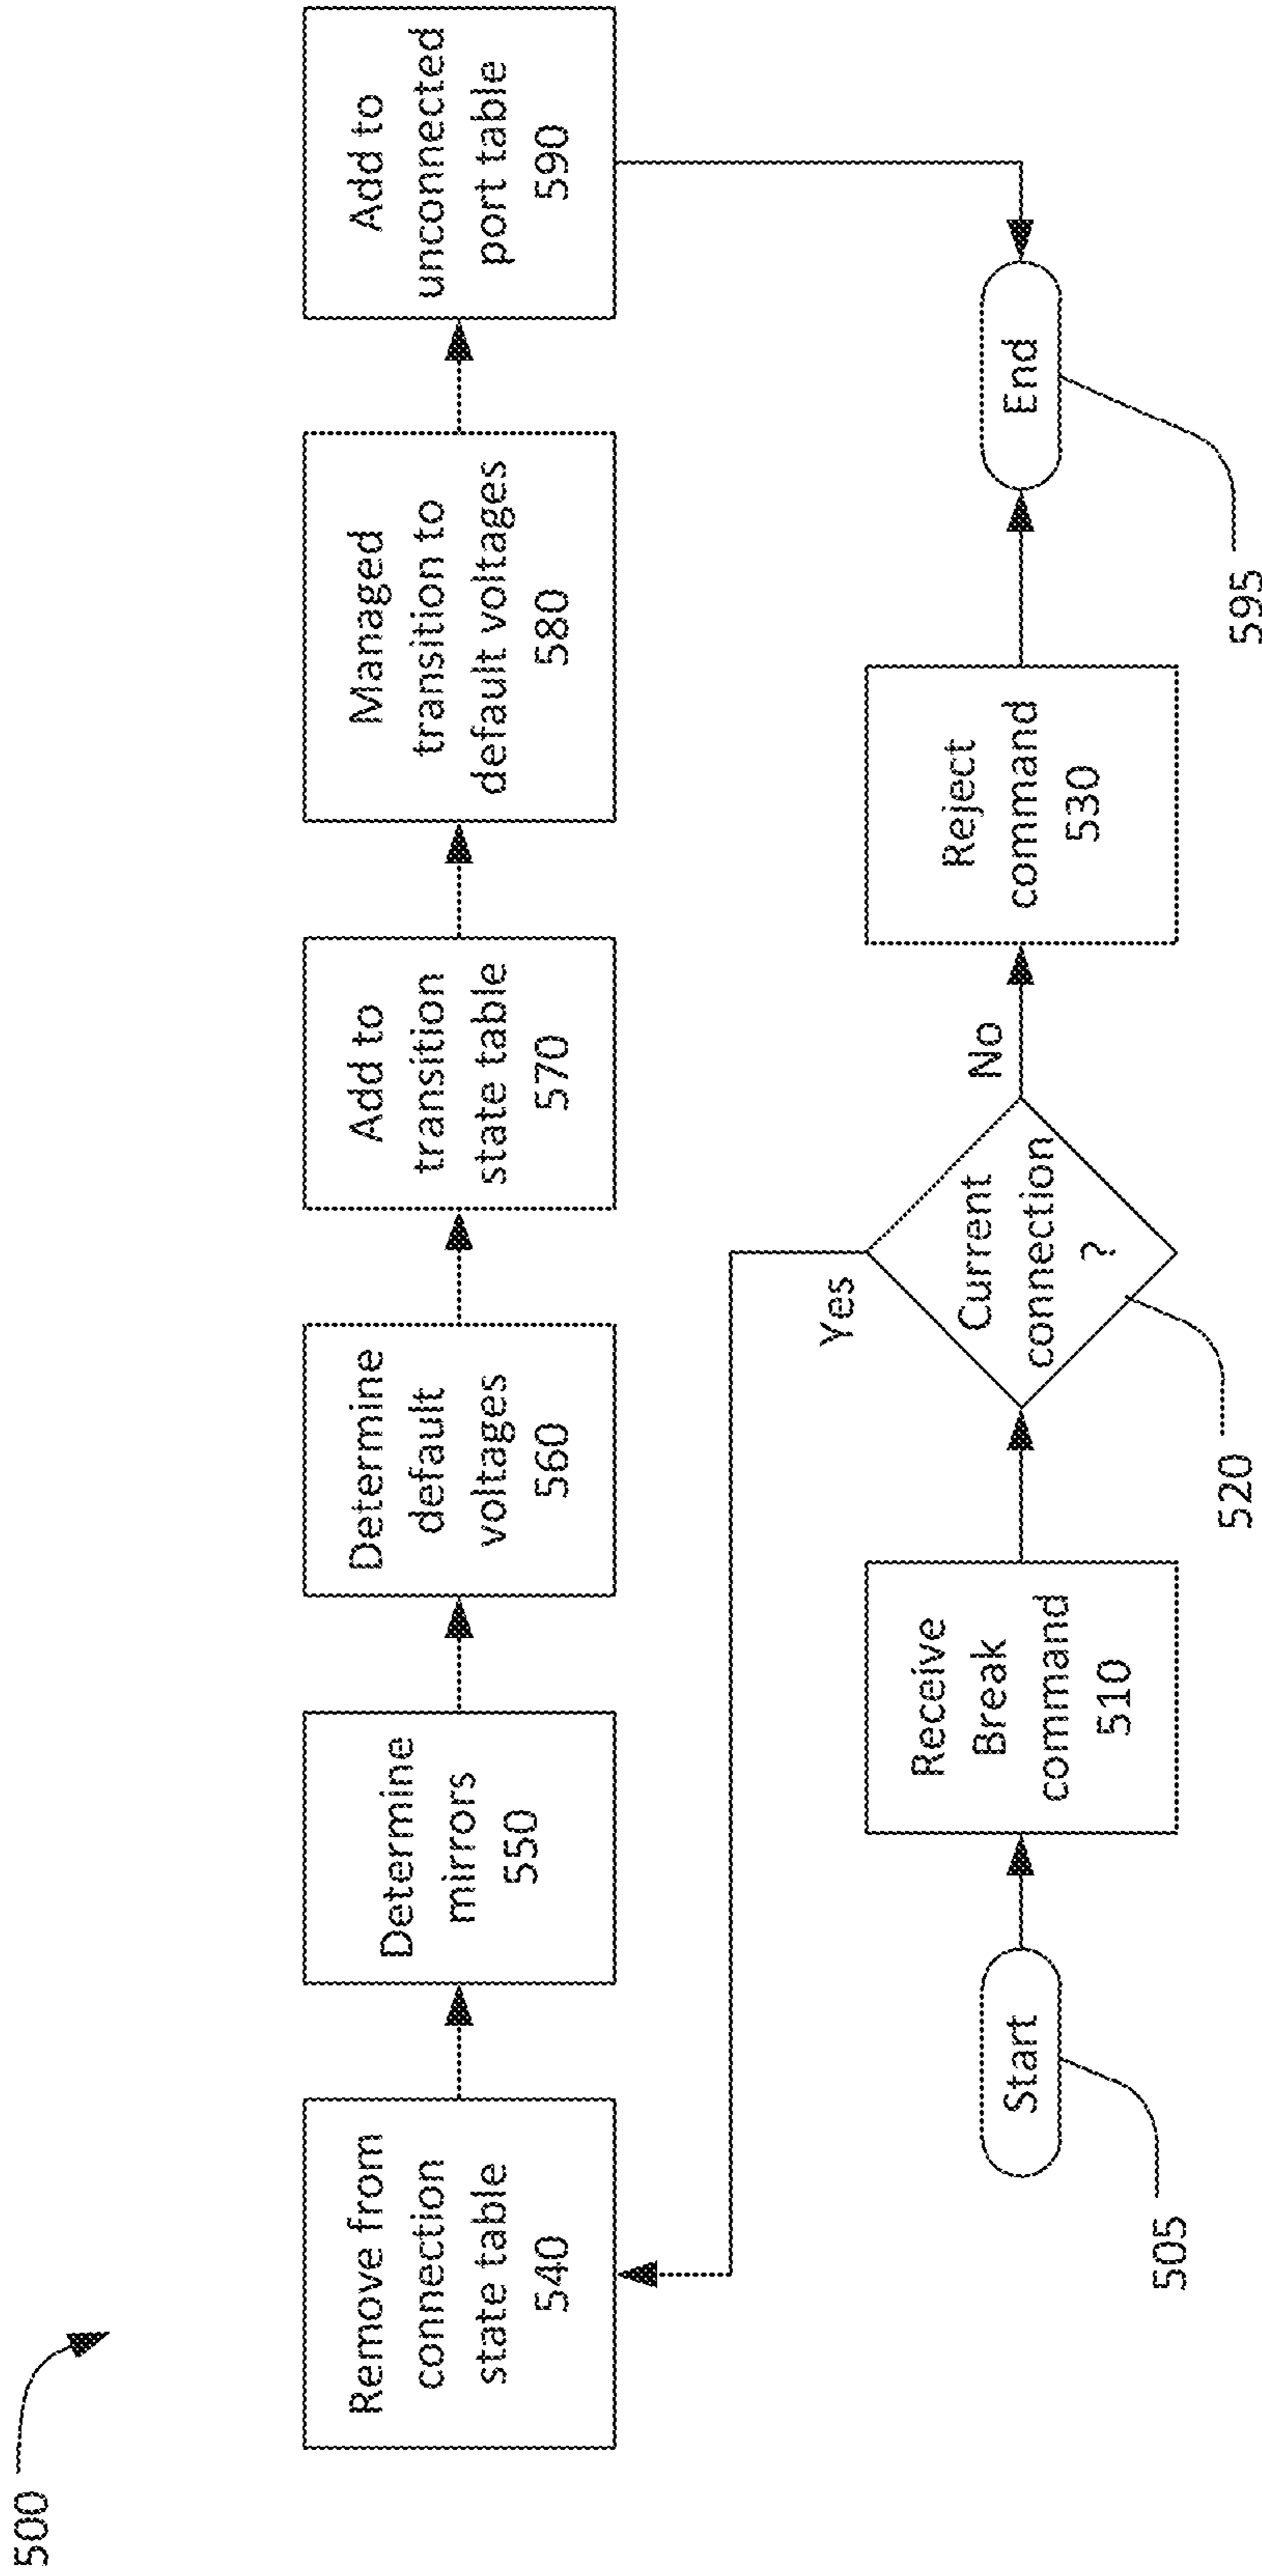 500
Remove from
connection
state table
540
Determine
mirrors
550
Determine
default
voltages
560
Add to
transition
state table
570
Managed
transition to
default voltages
580
Add to
unconnected
port table
590
Yes
Start
505
Receive
Break
command
510
Current
connection
?
520
No
Reject
command
530
End
595